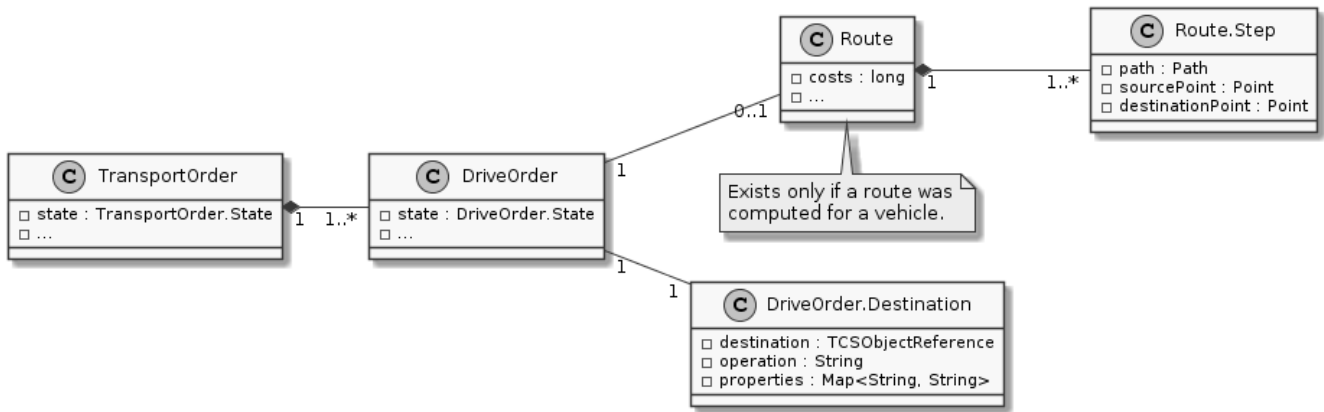 C Route
costs : long
...
C Route.Step
path : Path
sourcePoint : Point
destinationPoint : Point
1
1..*
0..1
1
Exists only if a route was
computed for a vehicle.
C TransportOrder
state : TransportOrder.State
...
1
1..*
C DriveOrder
state : DriveOrder.State
...
1
1
C DriveOrder.Destination
destination : TCSObjectReference
operation : String
properties : Map<String, String>